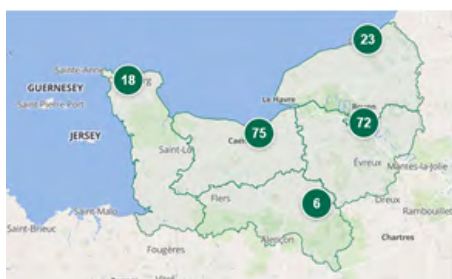 23
Sainte-Anne
18
GUERNESEY
Saint-Pierre-Port
Le Havre
JERSEY
75
72
Saint-Lô
Évreux
Mantes-la-Jolie
Saint-Malo
Flers
6
Dreux
Rambouillet
Saint-Brieuc
Alençon
Chartres
Fougères